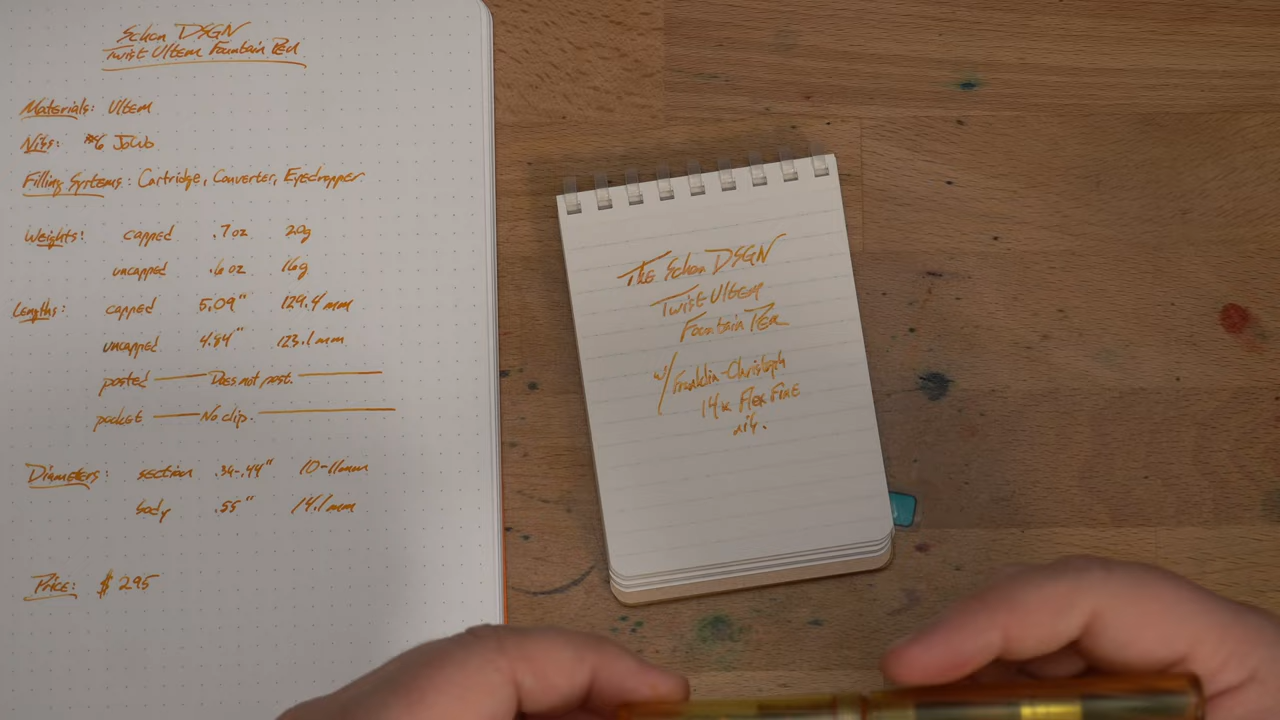 Schon DSGN
Twist Ultem Fountain Pen
Materials: Ultem
Nibs: #6 JoWo
Filling Systems: Cartridge, Converter, Eyedropper
Weights: capped .7oz 20g
uncapped .6oz 16g
Lengths: capped 5.09" 129.4mm
uncapped 4.84" 123.1mm
posted — Does not post. —
pocket — No clip. —
Diameters: section .34-.44" 10-11mm
body .55" 14.1mm
Price: $295
The Schon DSGN
Twist Ultem
Fountain Pen
w/ Franklin-Christoph
14k Flex Fine
nib.